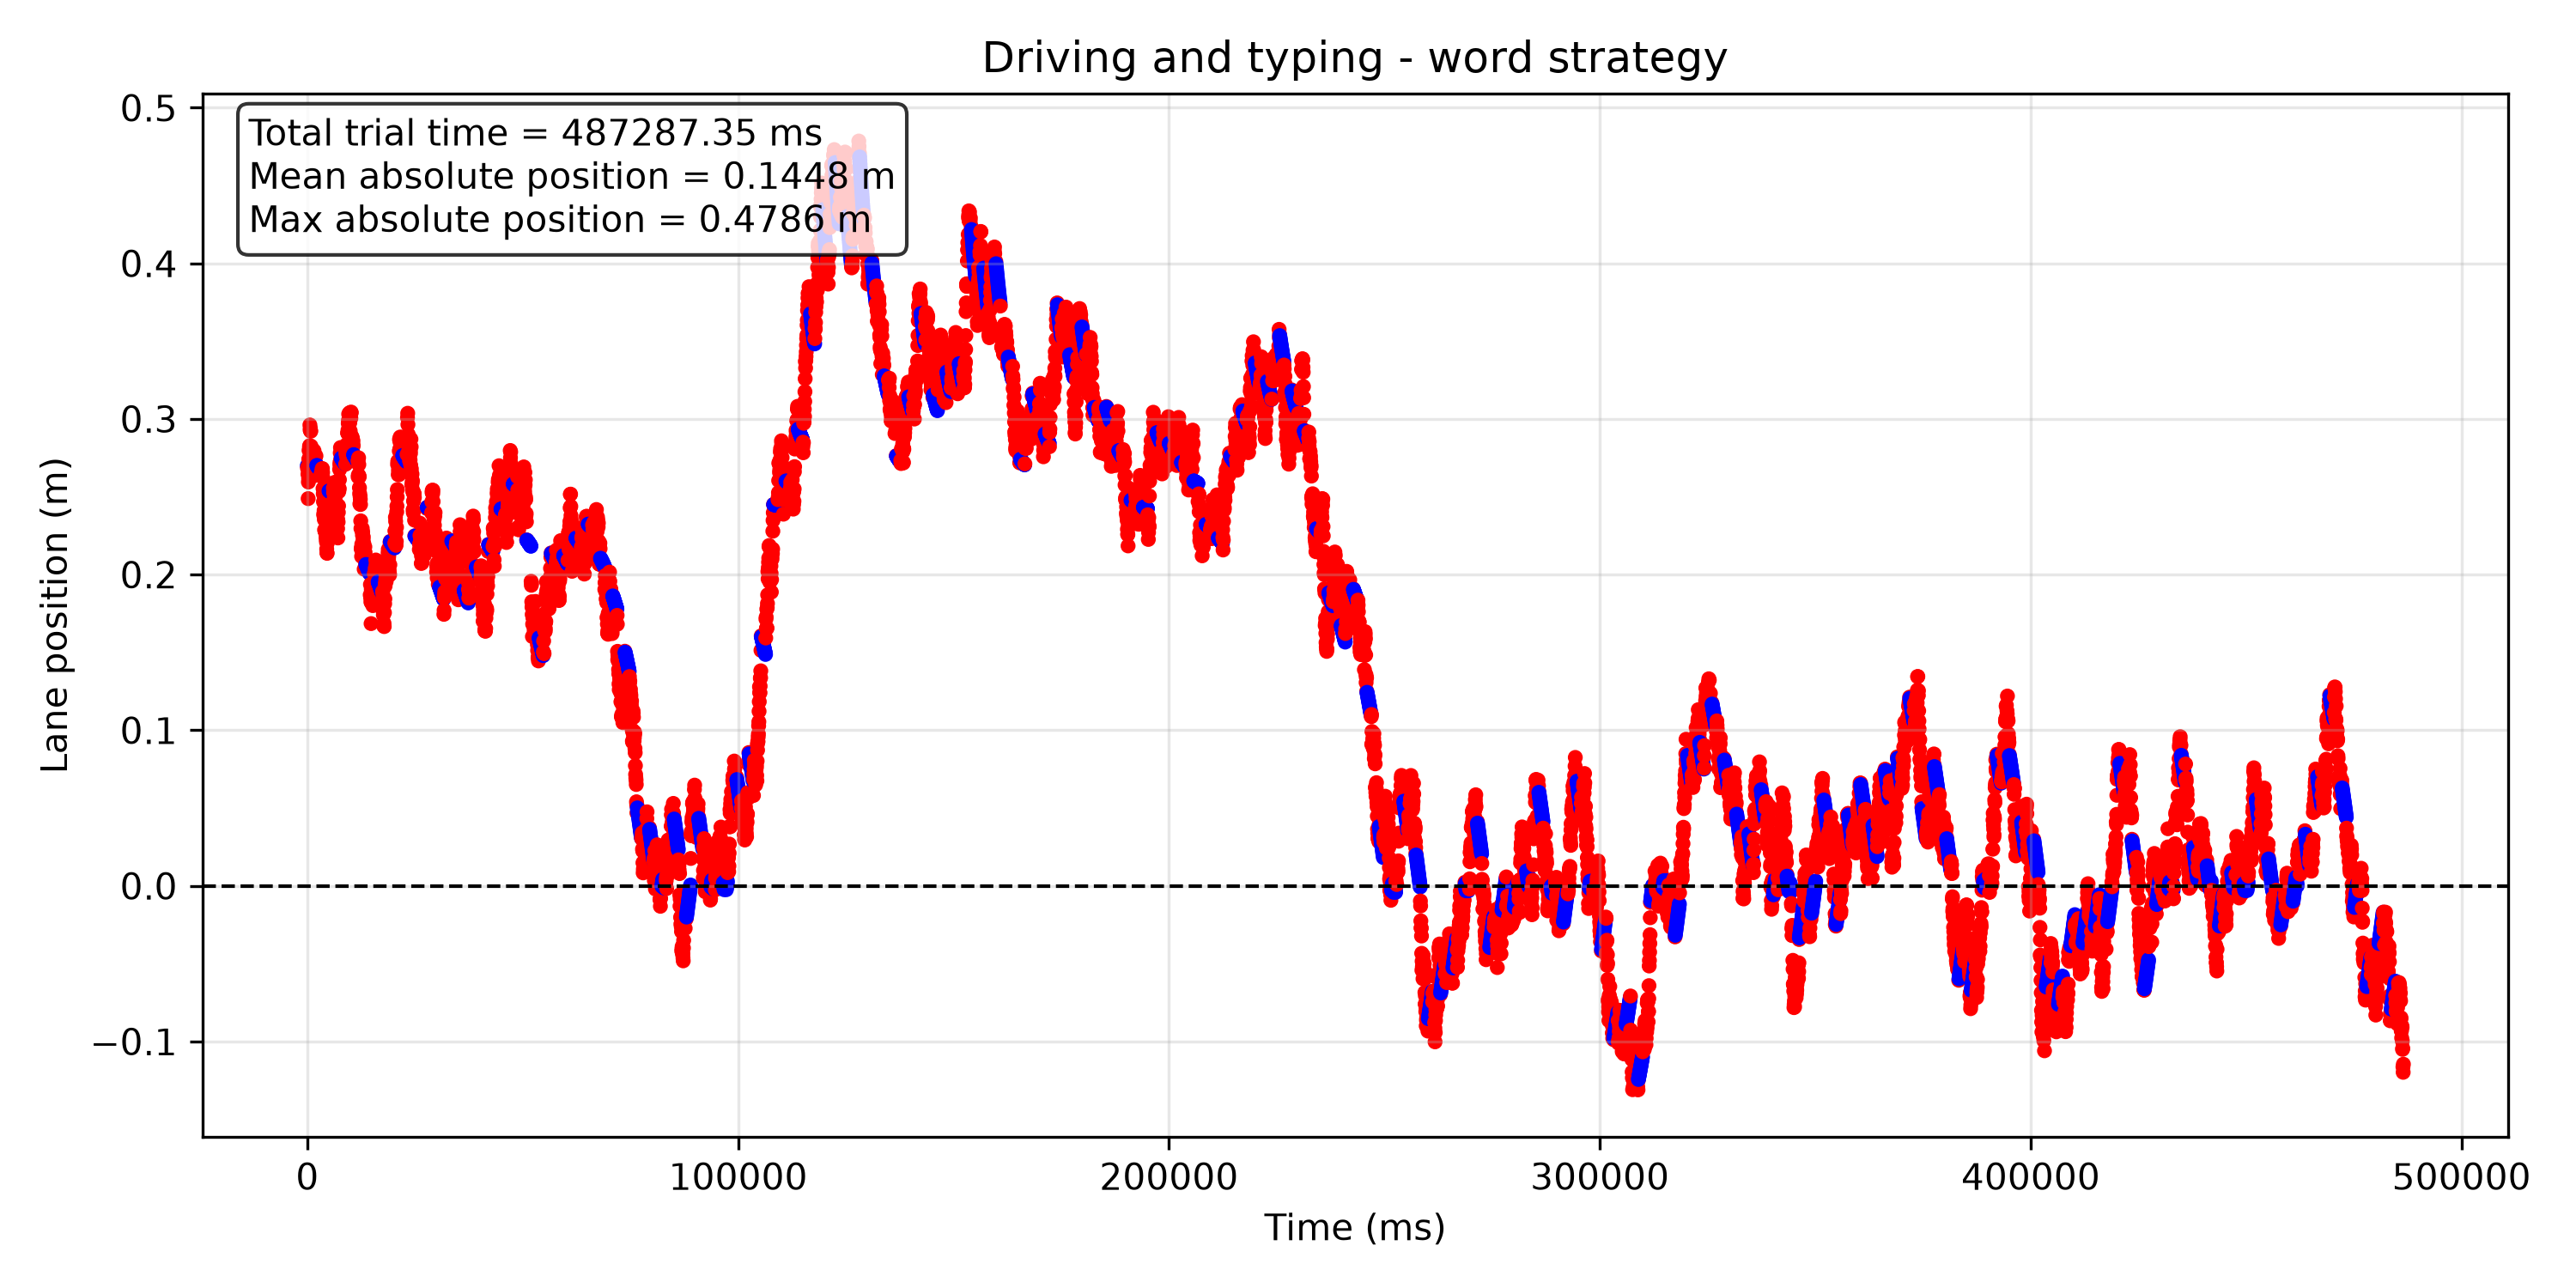 Driving and typing - word strategy
Total trial time = 487287.35 ms
Mean absolute position = 0.1448 m
Max absolute position = 0.4786 m
Lane position (m)
0.5
0.4
0.3
0.2
0.1
0.0
−0.1
0 100000 200000 300000 400000 500000
Time (ms)